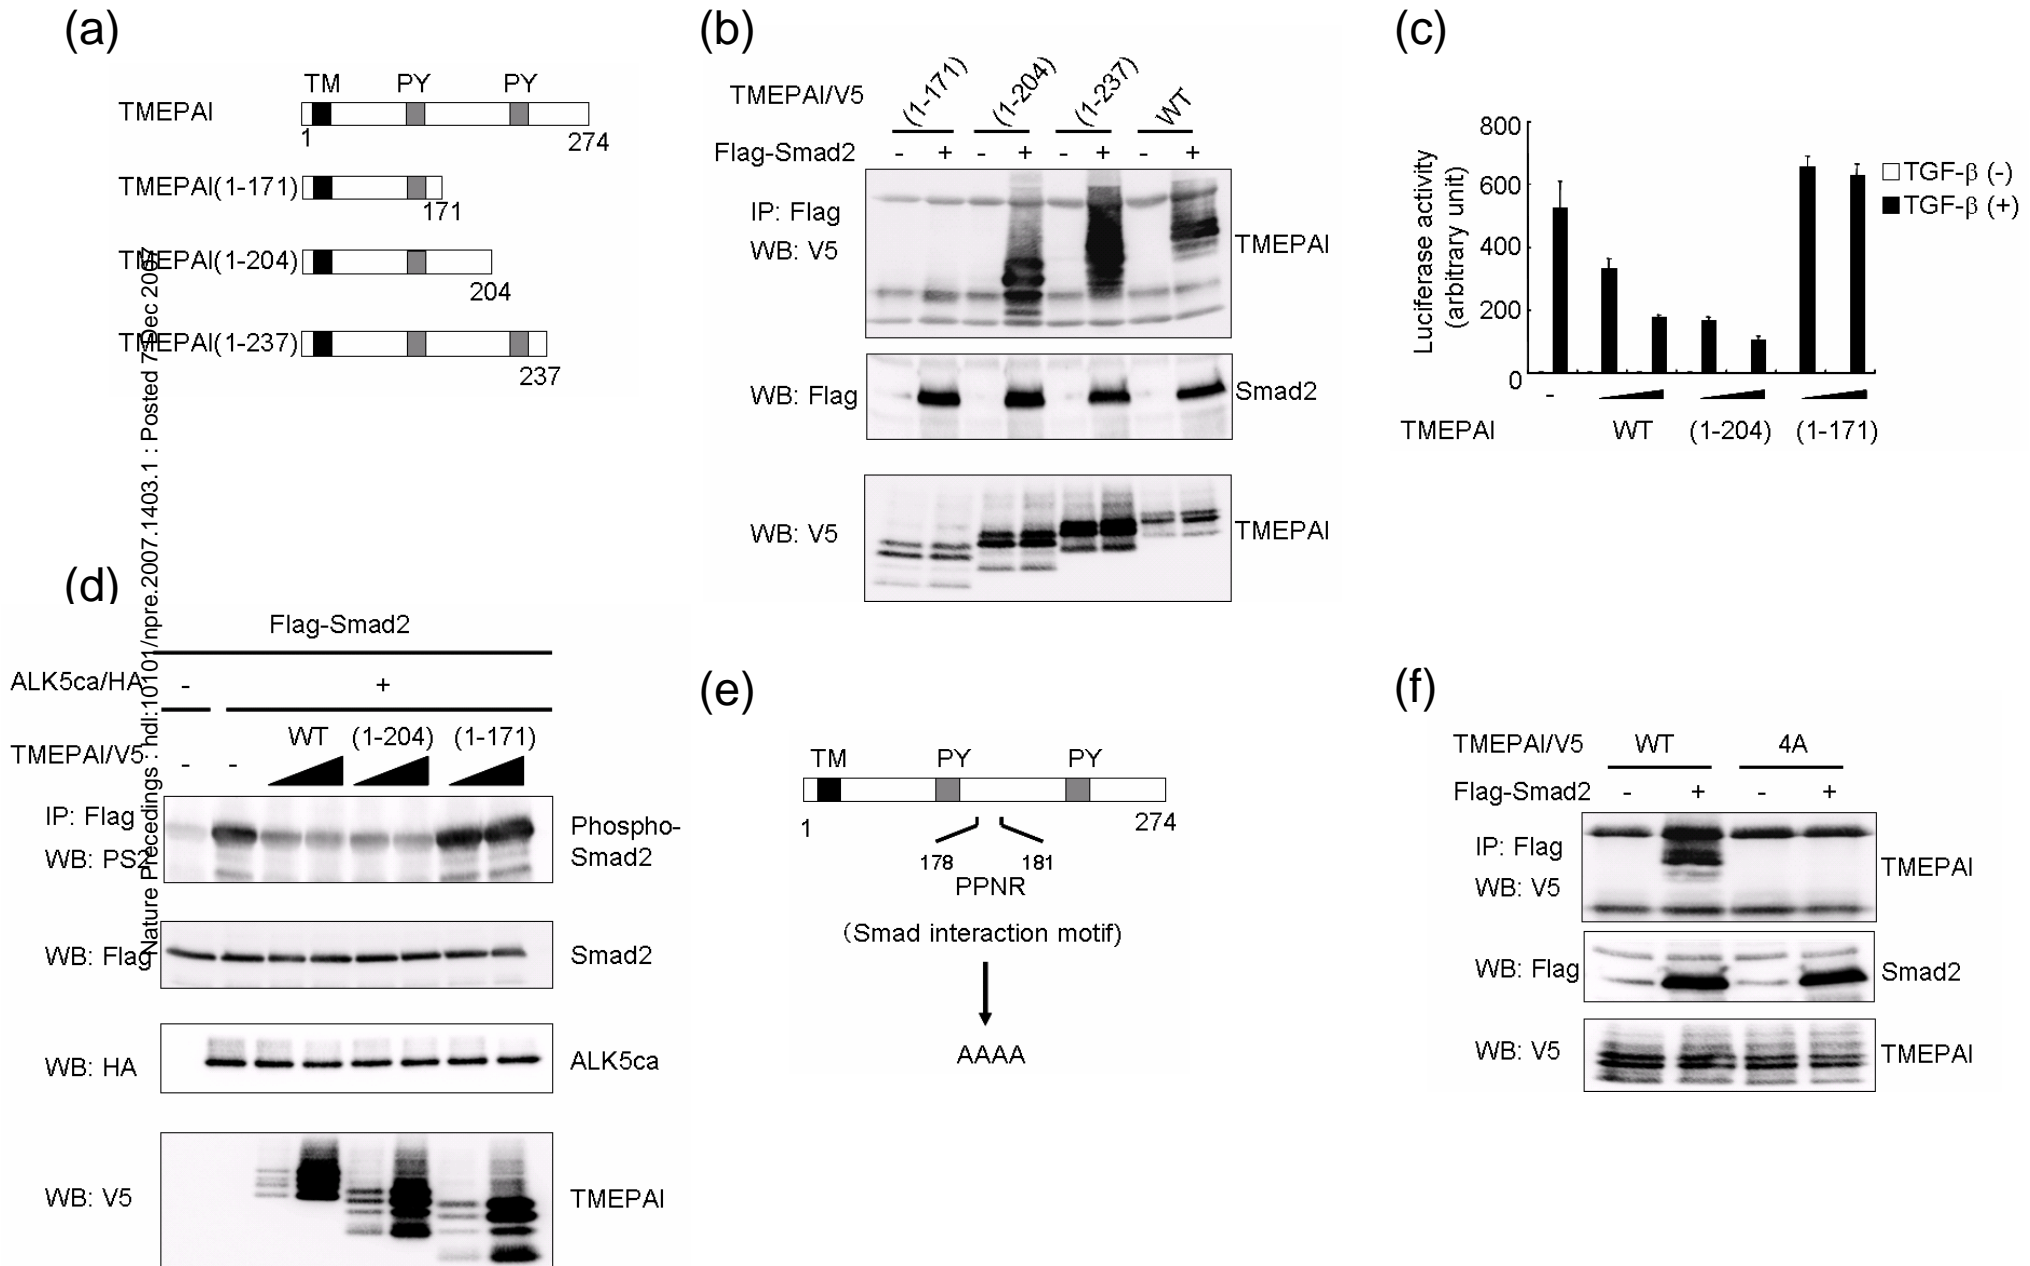 (a)
TM PY PY
TMEPAI
1
274
TMEPAI(1-171)
171
TMEPAI(1-204)
204
TMEPAI(1-237)
237
(b)
TMEPAI/V5 (1-171) (1-204) (1-237) WT
Flag-Smad2 - + - + - + - +
IP: Flag
WB: V5
TMEPAI
WB: Flag
Smad2
WB: V5
TMEPAI
(c)
Luciferase activity
(arbitrary unit)
800
600
400
200
0
TGF-β (-)
TGF-β (+)
-
TMEPAI WT (1-204) (1-171)
(d)
Flag-Smad2
ALK5ca/HA - +
WT (1-204) (1-171)
TMEPAI/V5 - -
IP: Flag
WB: PS2
Phospho-
Smad2
WB: Flag
Smad2
WB: HA
ALK5ca
WB: V5
TMEPAI
(e)
TM PY PY
1 274
178 181
PPNR
(Smad interaction motif)
AAAA
(f)
TMEPAI/V5 WT 4A
Flag-Smad2 - + - +
IP: Flag
WB: V5
TMEPAI
WB: Flag
Smad2
WB: V5
TMEPAI
Nature Precedings : hdl:10101/npre.2007.1403.1 : Posted 7 Dec 2007